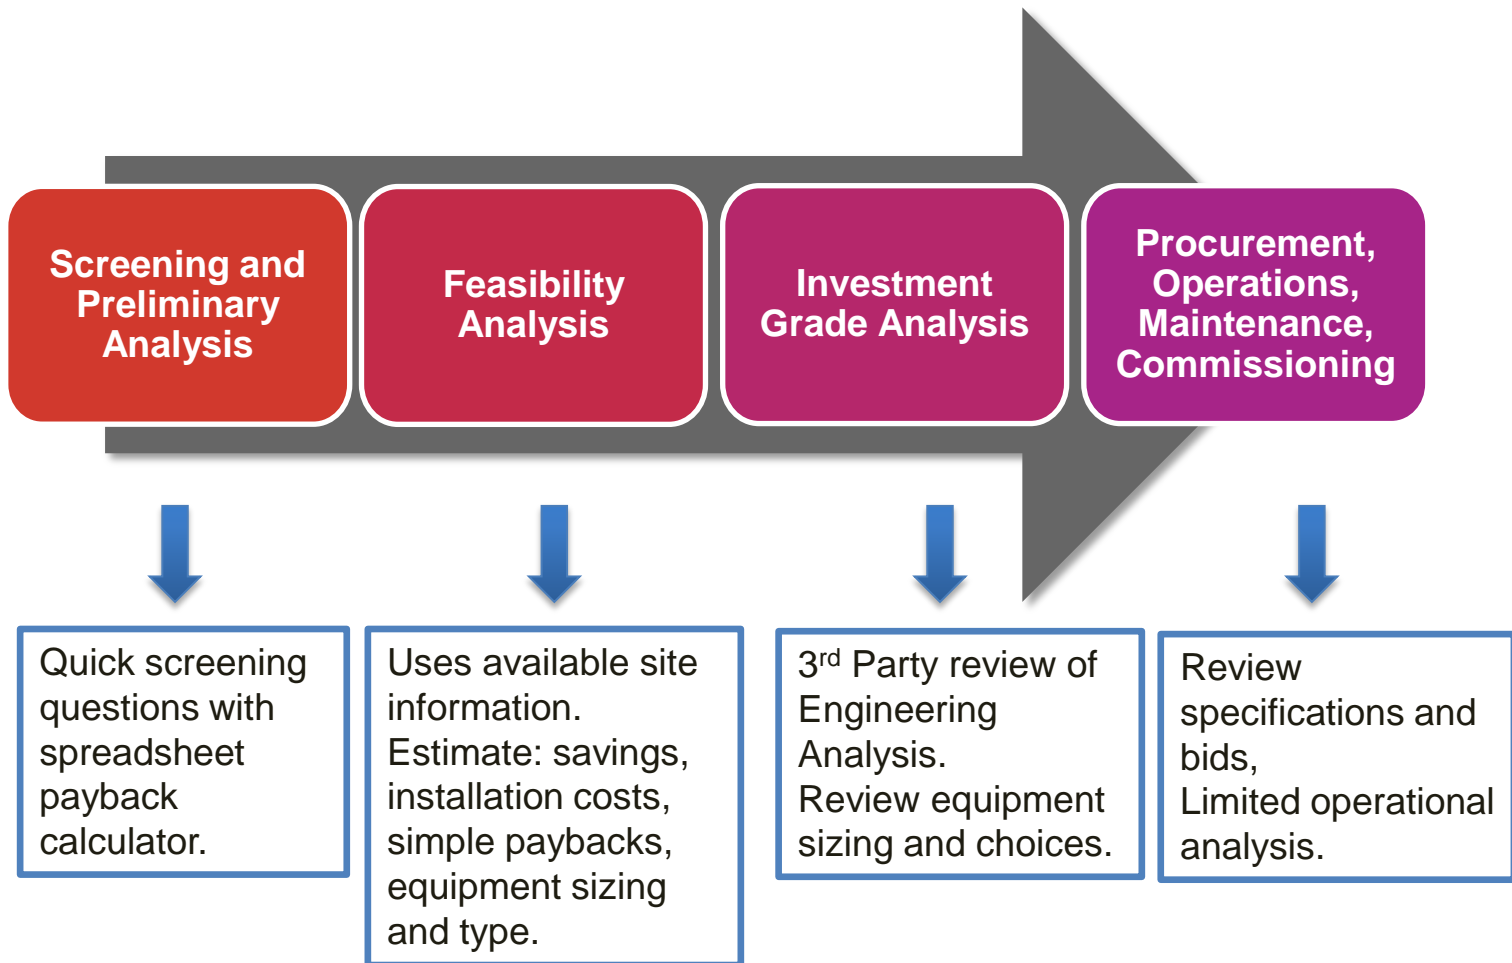 Screening and
Preliminary
Analysis
Feasibility
Analysis
Investment
Grade Analysis
Procurement,
Operations,
Maintenance,
Commissioning
Quick screening
questions with
spreadsheet
payback
calculator.
Uses available site
information.
Estimate: savings,
installation costs,
simple paybacks,
equipment sizing
and type.
3rd Party review of
Engineering
Analysis.
Review equipment
sizing and choices.
Review
specifications and
bids,
Limited operational
analysis.